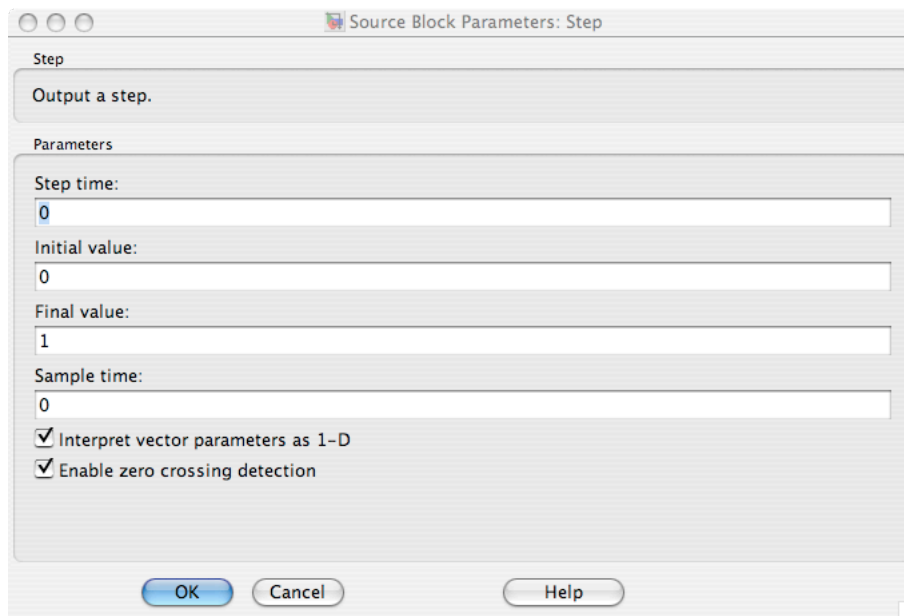 Source Block Parameters: Step
Step
Output a step.
Parameters
Step time:
0
Initial value:
0
Final value:
1
Sample time:
0
Interpret vector parameters as 1-D
Enable zero crossing detection
OK Cancel Help